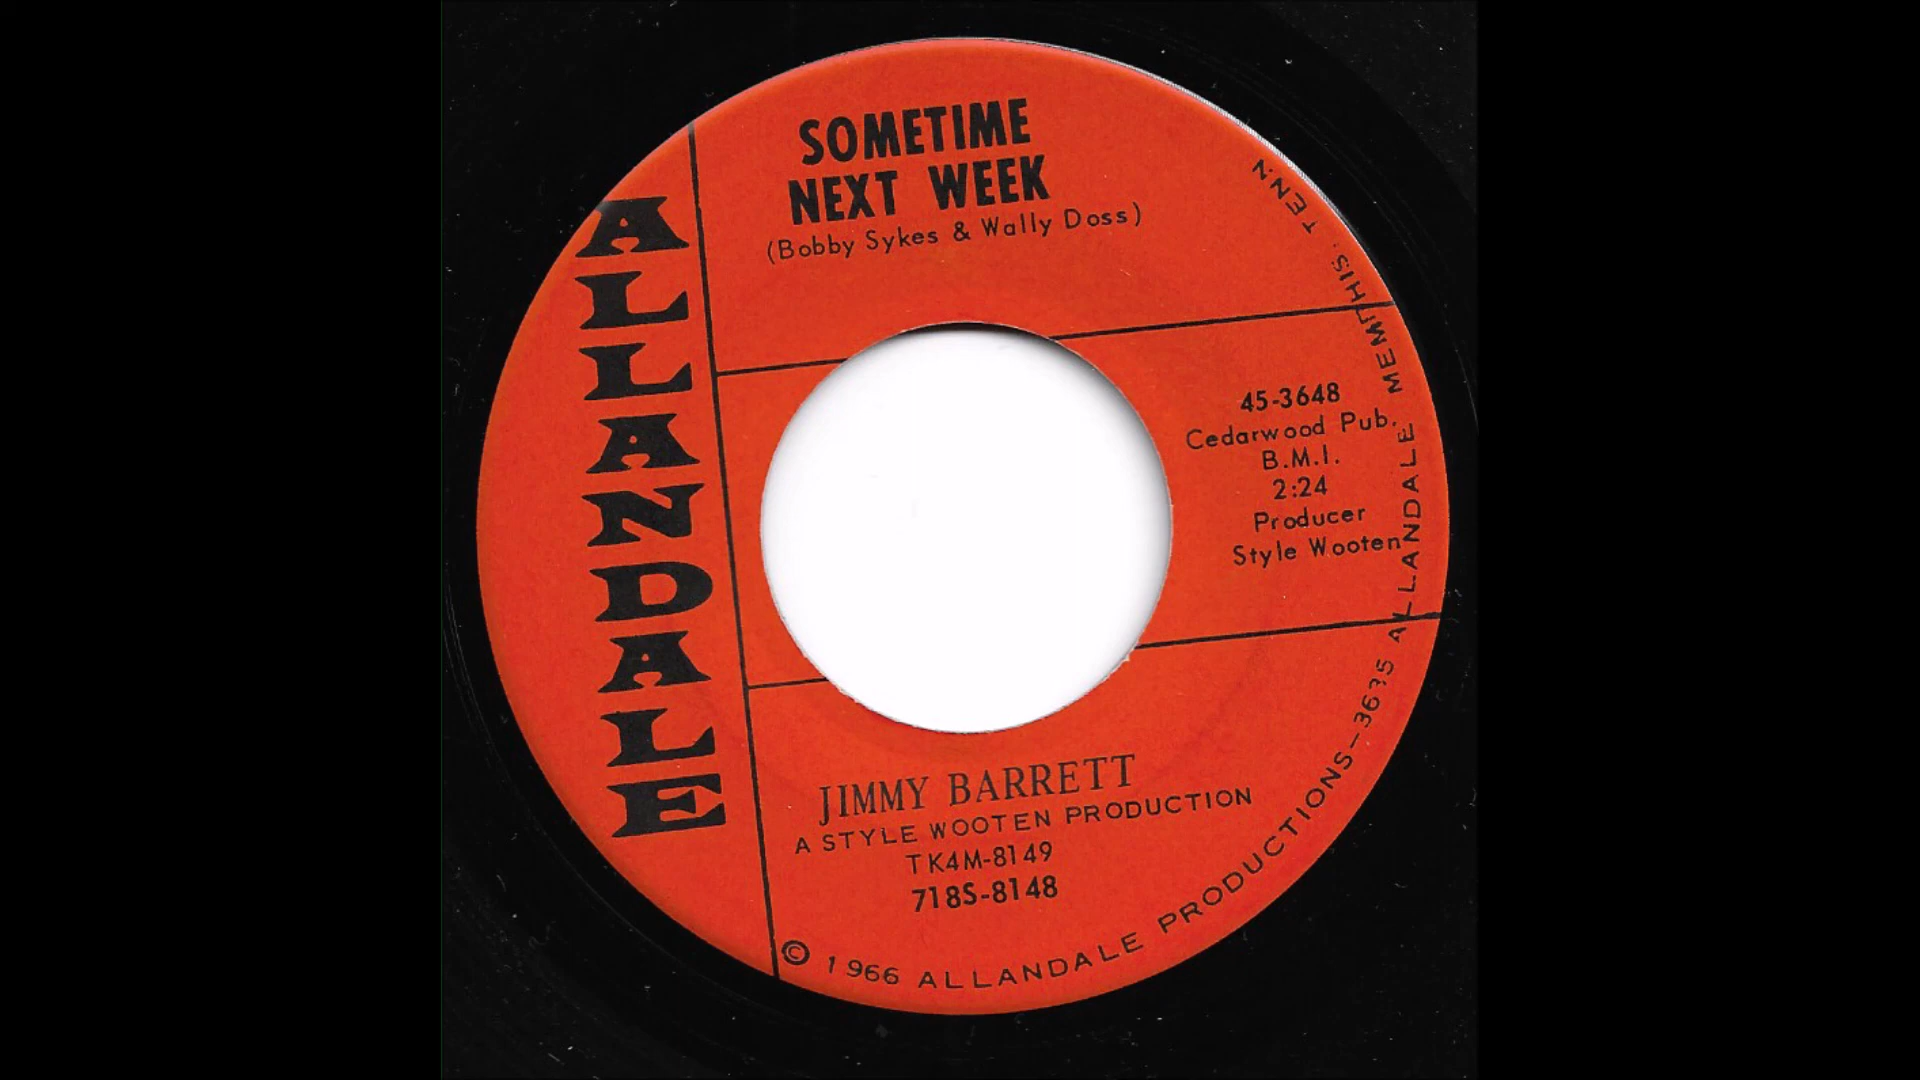 SOMETIME
NEXT WEEK
(Bobby Sykes & Wally Doss)
ALLANDALE
45-3648
Cedarwood Pub.
B.M.I.
2:24
Producer
Style Wooten
JIMMY BARRETT
A STYLE WOOTEN PRODUCTION
TK4M-8149
718S-8148
© 1966 ALLANDALE PRODUCTIONS-3635 ALLANDALE MEMPHIS, TENN.